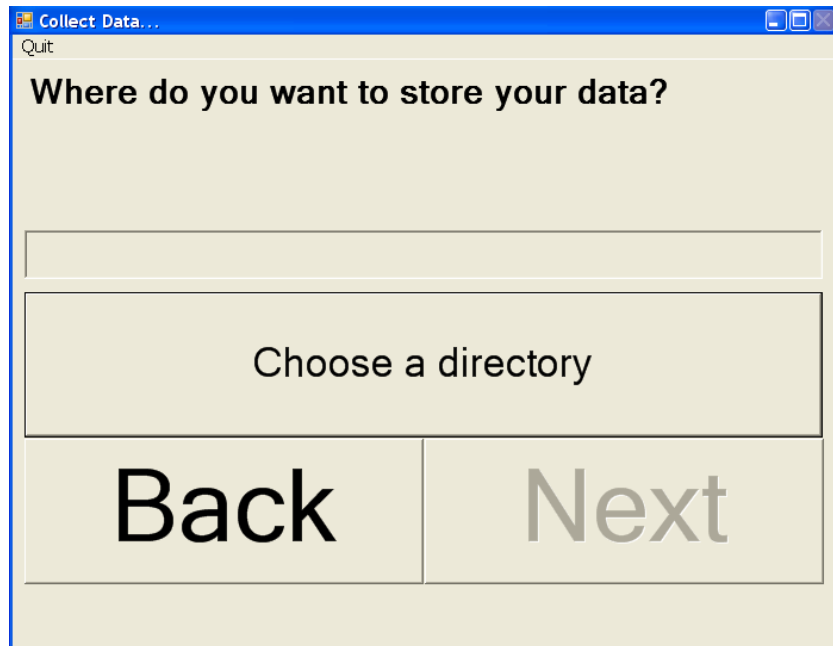 Collect Data...
Quit
Where do you want to store your data?
Choose a directory
Back Next